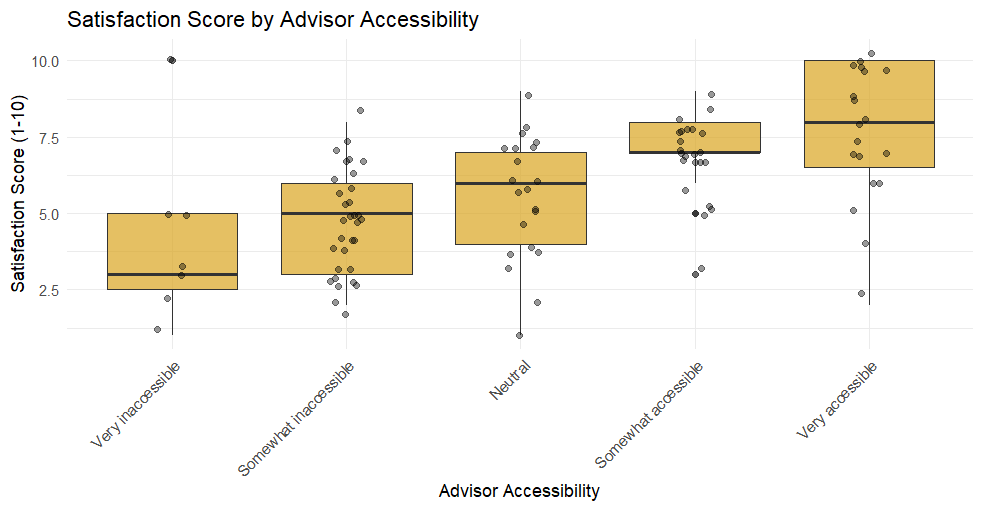 Satisfaction Score by Advisor Accessibility
Satisfaction Score (1-10)
10.0
7.5
5.0
2.5
Very inaccessible
Somewhat inaccessible
Neutral
Somewhat accessible
Very accessible
Advisor Accessibility